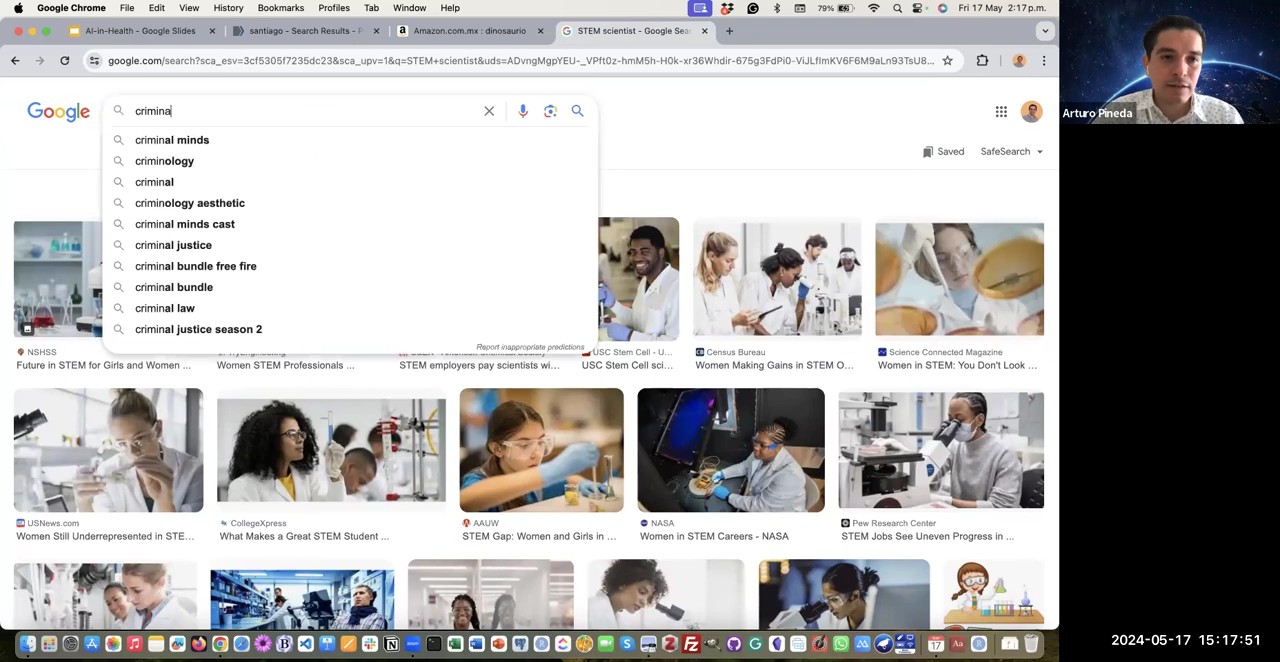 Google Chrome File Edit View History Bookmarks Profiles Tab Window Help 79% Fri 17 May 2:17 p.m.
AI-in-Health - Google Slides santiago - Search Results - P Amazon.com.mx : dinosaurio STEM scientist - Google Sear
google.com/search?sca_esv=3cf5305f7235dc23&sca_upv=1&q=STEM+scientist&uds=ADvngMgpYEU-_VPft0z-hmM5h-H0k-xr36Whdir-675g3FdPi0-ViJLfImKV6F6M9aLn93TsU8...
Arturo Pineda
Google
crimina
criminal minds
criminology
criminal
criminology aesthetic
criminal minds cast
criminal justice
criminal bundle free fire
criminal bundle
criminal law
criminal justice season 2
Report inappropriate predictions
Saved SafeSearch
NSHSS
Future in STEM for Girls and Women ...
Women STEM Professionals ...
STEM employers pay scientists wi...
USC Stem Cell - U...
USC Stem Cell sci...
Census Bureau
Women Making Gains in STEM O...
Science Connected Magazine
Women in STEM: You Don't Look ...
USNews.com
Women Still Underrepresented in STE...
CollegeXpress
What Makes a Great STEM Student ...
AAUW
STEM Gap: Women and Girls in ...
NASA
Women in STEM Careers - NASA
Pew Research Center
STEM Jobs See Uneven Progress in ...
2024-05-17 15:17:51